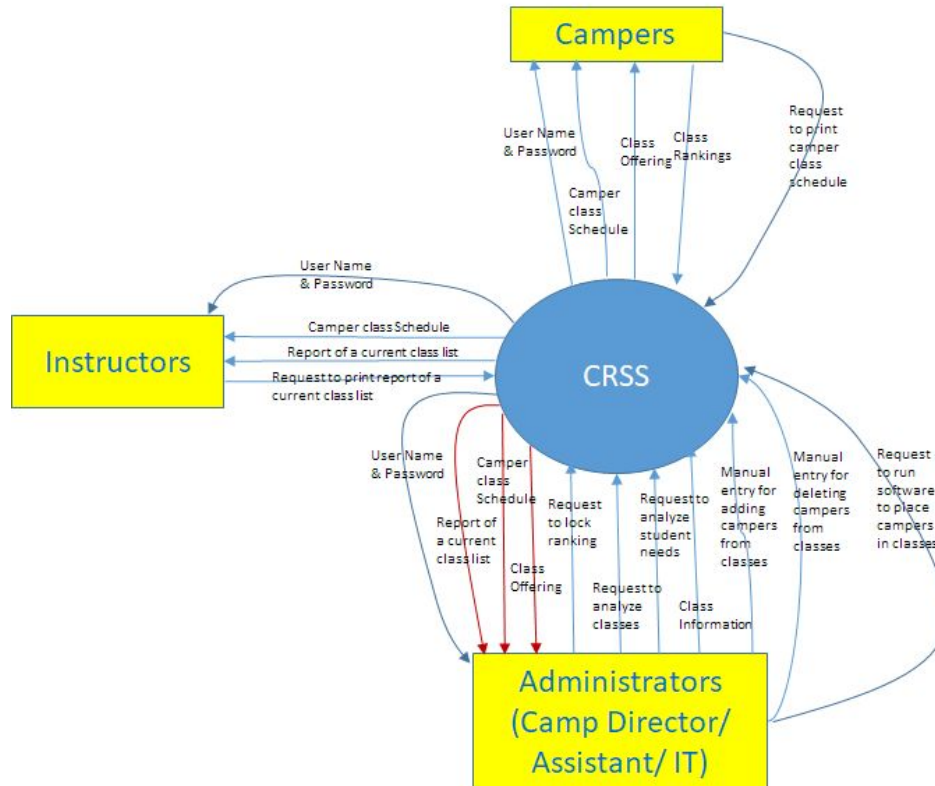 Campers
User Name
& Password
Camper
class
Schedule
Class
Offering
Class
Rankings
Request
to print
camper
class
schedule
User Name
& Password
Instructors
Camper class Schedule
Report of a current class list
Request to print report of a
current class list
CRSS
User Name
& Password
Report of
a current
class list
Camper
class
Schedule
Class
Offering
Request
to lock
ranking
Request to
analyze
classes
Request to
analyze
student
needs
Class
Information
Manual
entry for
adding
campers
from
classes
Manual
entry for
deleting
campers
from
classes
Request
to run
software
to place
campers
in classes
Administrators
(Camp Director/
Assistant/ IT)